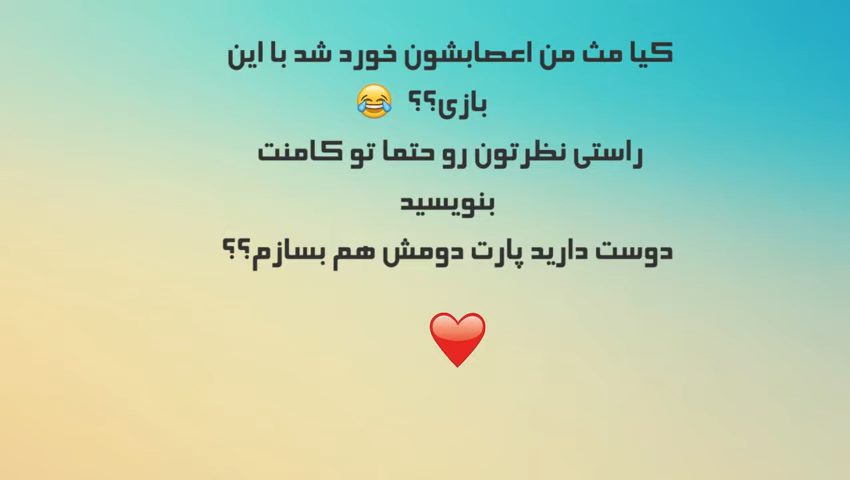 کیا مث من اعصابشون خورد شد با این
بازی؟؟ 😂
راستی نظرتون رو حتما تو کامنت
بنویسید
دوست دارید پارت دومش هم بسازم؟؟
❤️